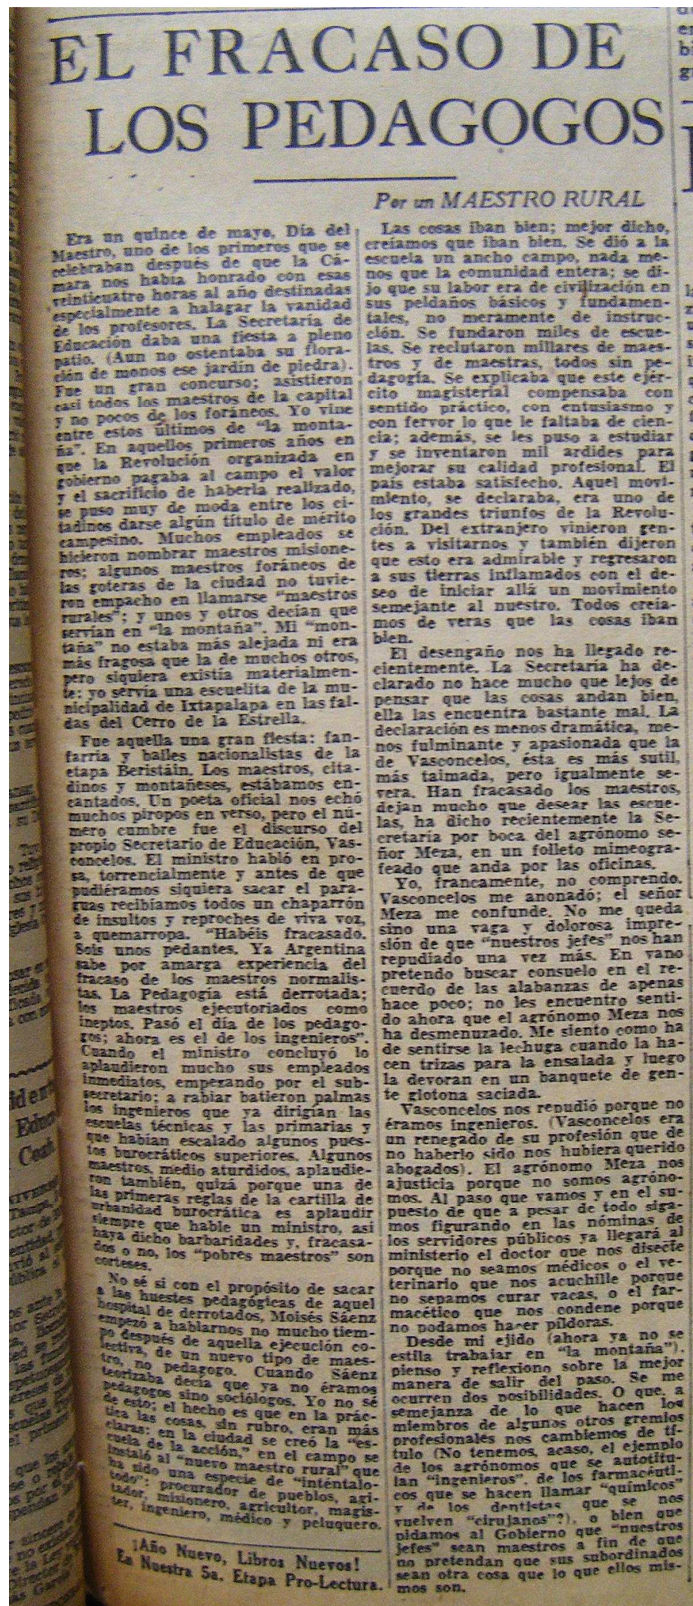 EL FRACASO DE
LOS PEDAGOGOS
Por un MAESTRO RURAL
Era un quince de mayo, Día del
Maestro, uno de los primeros que se
celebraban después de que la Cá-
mara nos había honrado con esas
veinticuatro horas al año destinadas
especialmente a halagar la vanidad
de los profesores. La Secretaría de
Educación daba una fiesta a pleno
patio. (Aun no ostentaba su flora-
ción de monos ese jardín de piedra).
Fue un gran concurso; asistieron
casi todos los maestros de la capital
y no pocos de los foráneos. Yo vine
entre estos últimos de "la monta-
ña". En aquellos primeros años en
que la Revolución organizada en
gobierno pagaba al campo el valor
y el sacrificio de haberla realizado,
se puso muy de moda entre los ci-
tadinos darse algún título de mérito
campesino. Muchos empleados se
hicieron nombrar maestros misione-
ros; algunos maestros foráneos de
las goteras de la ciudad no tuvie-
ron empacho en llamarse "maestros
rurales"; y unos y otros decían que
servían en "la montaña". Mi "mon-
taña" no estaba más alejada ni era
más fragosa que la de muchos otros,
pero siquiera existía materialmen-
te: yo servía una escuelita de la mu-
nicipalidad de Ixtapalapa en las fal-
das del Cerro de la Estrella.
Fue aquella una gran fiesta: fan-
farria y bailes nacionalistas de la
etapa Beristáin. Los maestros, cita-
dinos y montañeses, estábamos en-
cantados. Un poeta oficial nos echó
muchos piropos en verso, pero el nú-
mero cumbre fue el discurso del
propio Secretario de Educación, Vas-
concelos. El ministro habló en pro-
sa, torrencialmente y antes de que
pudiéramos siquiera sacar el para-
guas recibíamos todos un chaparrón
de insultos y reproches de viva voz,
a quemarropa. "Habéis fracasado.
Sois unos pedantes. Ya Argentina
sabe por amarga experiencia del
fracaso de los maestros normalis-
tas. La Pedagogía está derrotada;
los maestros ejecutoriados como
ineptos. Pasó el día de los pedago-
gos; ahora es el de los ingenieros".
Cuando el ministro concluyó lo
aplaudieron mucho sus empleados
inmediatos, empezando por el sub-
secretario; a rabiar batieron palmas
los ingenieros que ya dirigían las
escuelas técnicas y las primarias y
que habían escalado algunos pues-
tos burocráticos superiores. Algunos
maestros, medio aturdidos, aplaudie-
ron también, quizá porque una de
las primeras reglas de la cartilla de
urbanidad burocrática es aplaudir
siempre que hable un ministro, así
haya dicho barbaridades y, fracasa-
dos o no, los "pobres maestros" son
corteses.
No sé si con el propósito de sacar
a las huestes pedagógicas de aquel
hospital de derrotados, Moisés Sáenz
empezó a hablarnos no mucho tiem-
po después de aquella ejecución co-
lectiva, de un nuevo tipo de maes-
tro, no pedagogo. Cuando Sáenz
teorizaba decía que ya no éramos
pedagogos sino sociólogos. Yo no sé
de esto; el hecho es que en la prác-
tica las cosas, sin rubro, eran más
claras: en la ciudad se creó la "es-
cuela de la acción," en el campo se
instaló al "nuevo maestro rural" que
ha sido una especie de "inténtalo-
todo": procurador de pueblos, agi-
tador, misionero, agricultor, magis-
ter, ingeniero, médico y peluquero.
¡Año Nuevo, Libros Nuevos!
En Nuestra 5a. Etapa Pro-Lectura.
Las cosas iban bien; mejor dicho,
creíamos que iban bien. Se dió a la
escuela un ancho campo, nada me-
nos que la comunidad entera; se di-
jo que su labor era de civilización en
sus peldaños básicos y fundamen-
tales, no meramente de instruc-
ción. Se fundaron miles de escue-
las. Se reclutaron millares de maes-
tros y de maestras, todos sin pe-
dagogía. Se explicaba que este ejér-
cito magisterial compensaba con
sentido práctico, con entusiasmo y
con fervor lo que le faltaba de cien-
cia; además, se les puso a estudiar
y se inventaron mil ardides para
mejorar su calidad profesional. El
país estaba satisfecho. Aquel movi-
miento, se declaraba, era uno de
los grandes triunfos de la Revolu-
ción. Del extranjero vinieron gen-
tes a visitarnos y también dijeron
que esto era admirable y regresaron
a sus tierras inflamados con el de-
seo de iniciar allá un movimiento
semejante al nuestro. Todos creía-
mos de veras que las cosas iban
bien.
El desengaño nos ha llegado re-
cientemente. La Secretaría ha de-
clarado no hace mucho que lejos de
pensar que las cosas andan bien,
ella las encuentra bastante mal. La
declaración es menos dramática, me-
nos fulminante y apasionada que la
de Vasconcelos, ésta es más sutil,
más taimada, pero igualmente se-
vera. Han fracasado los maestros,
dejan mucho que desear las escue-
las, ha dicho recientemente la Se-
cretaría por boca del agrónomo se-
ñor Meza, en un folleto mimeogra-
feado que anda por las oficinas.
Yo, francamente, no comprendo.
Vasconcelos me anonadó; el señor
Meza me confunde. No me queda
sino una vaga y dolorosa impre-
sión de que "nuestros jefes" nos han
repudiado una vez más. En vano
pretendo buscar consuelo en el re-
cuerdo de las alabanzas de apenas
hace poco; no les encuentro senti-
do ahora que el agrónomo Meza nos
ha desmenuzado. Me siento como ha
de sentirse la lechuga cuando la ha-
cen trizas para la ensalada y luego
la devoran en un banquete de gen-
te glotona saciada.
Vasconcelos nos repudió porque no
éramos ingenieros. (Vasconcelos era
un renegado de su profesión que de
no haberlo sido nos hubiera querido
abogados). El agrónomo Meza nos
ajusticia porque no somos agróno-
mos. Al paso que vamos y en el su-
puesto de que a pesar de todo siga-
mos figurando en las nóminas de
los servidores públicos ya llegará al
ministerio el doctor que nos disecte
porque no seamos médicos o el ve-
terinario que nos acuchille porque
no sepamos curar vacas, o el far-
macético que nos condene porque
no podamos hacer píldoras.
Desde mi ejido (ahora ya no se
estila trabajar en "la montaña").
pienso y reflexiono sobre la mejor
manera de salir del paso. Se me
ocurren dos posibilidades. O que, a
semejanza de lo que hacen los
miembros de algunos otros gremios
profesionales nos cambiemos de tí-
tulo (No tenemos, acaso, el ejemplo
de los agrónomos que se autotitu-
lan "ingenieros", de los farmacéuti-
cos que se hacen llamar "químicos"
y de los dentistas que se nos
vuelven "cirujanos"?), o bien que
pidamos al Gobierno que "nuestros
jefes" sean maestros a fin de que
no pretendan que sus subordinados
sean otra cosa que lo que ellos mis-
mos son.